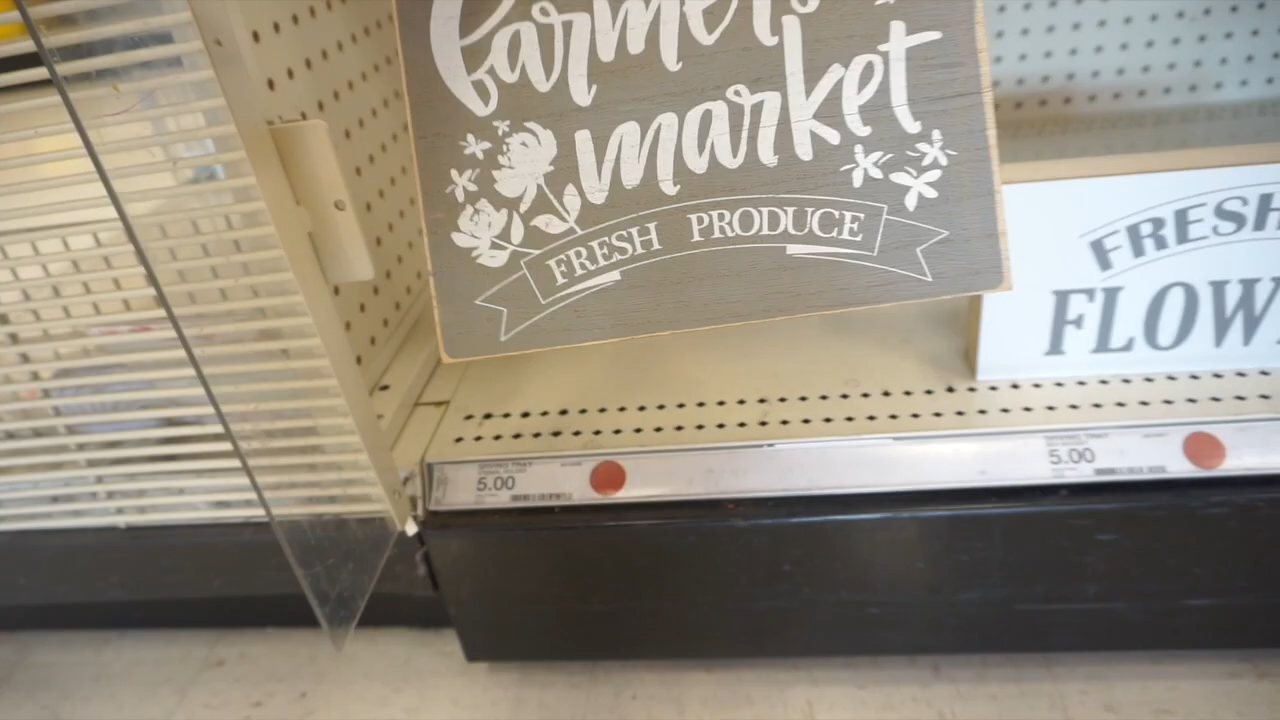 farmers
market
FRESH PRODUCE
FRESH
FLOW
5.00
5.00